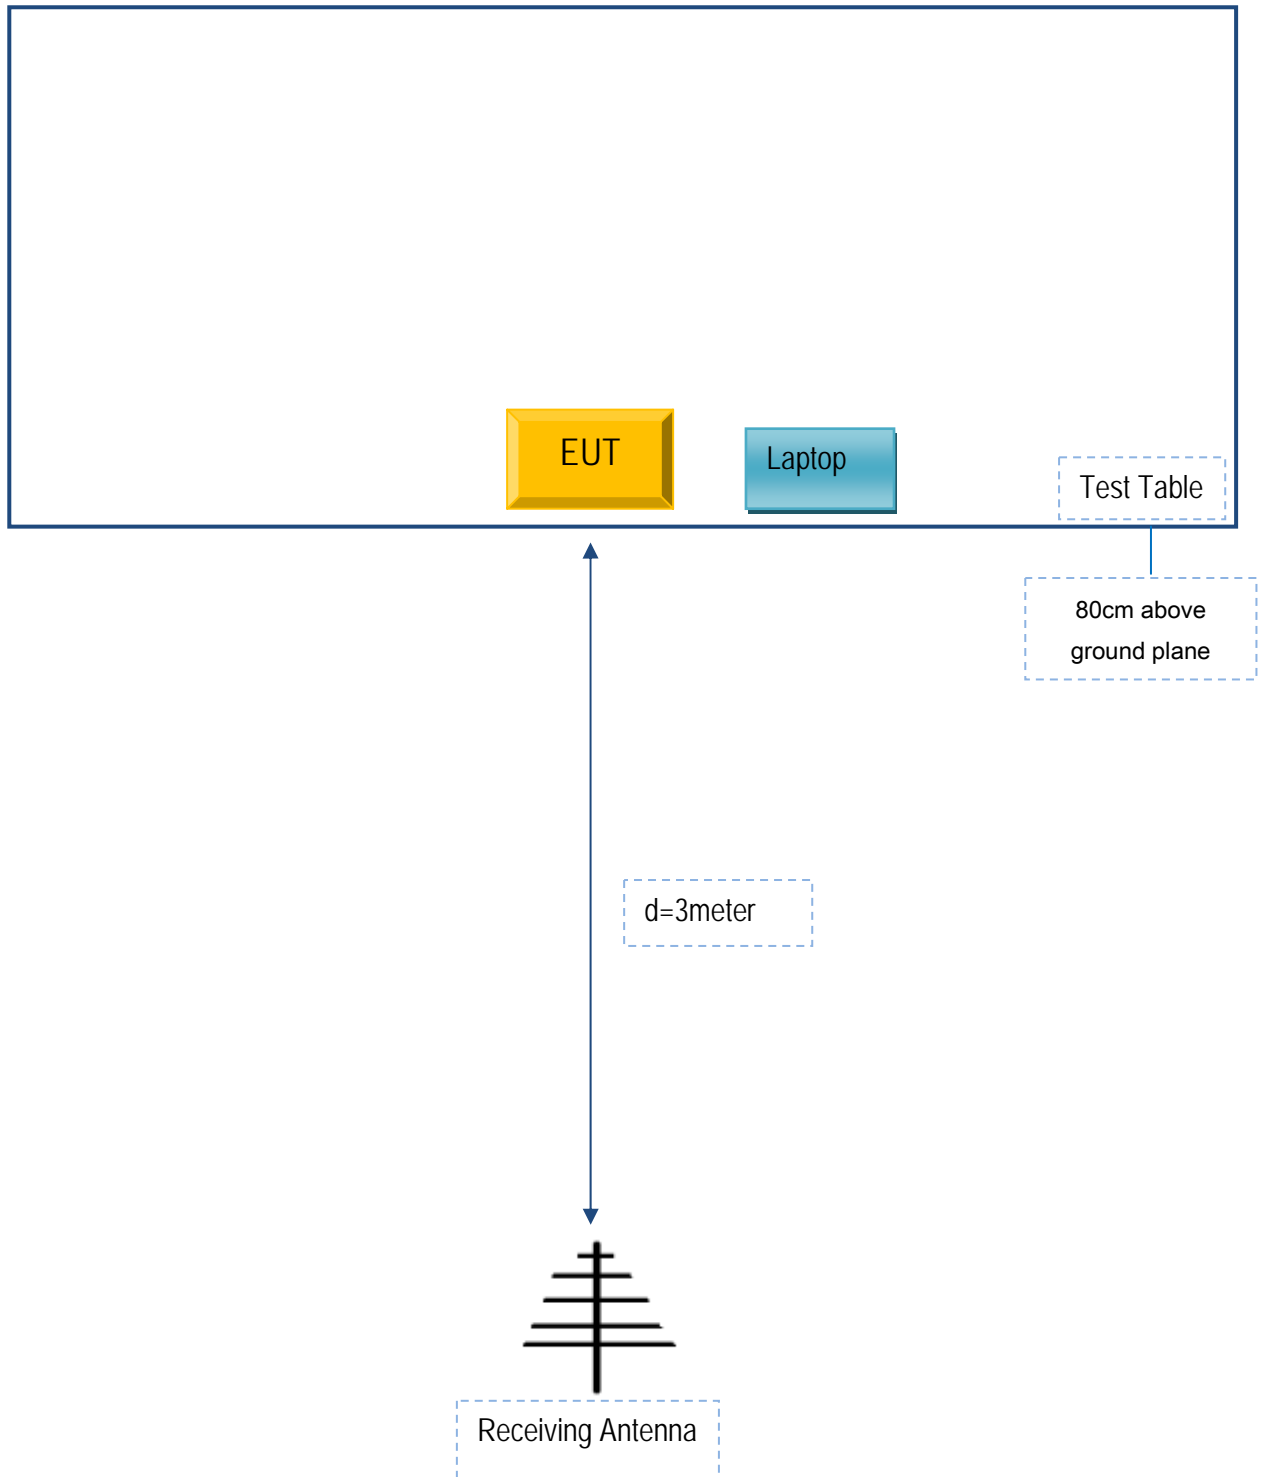 EUT
Laptop
Test Table
80cm above
ground plane
d=3meter
Receiving Antenna